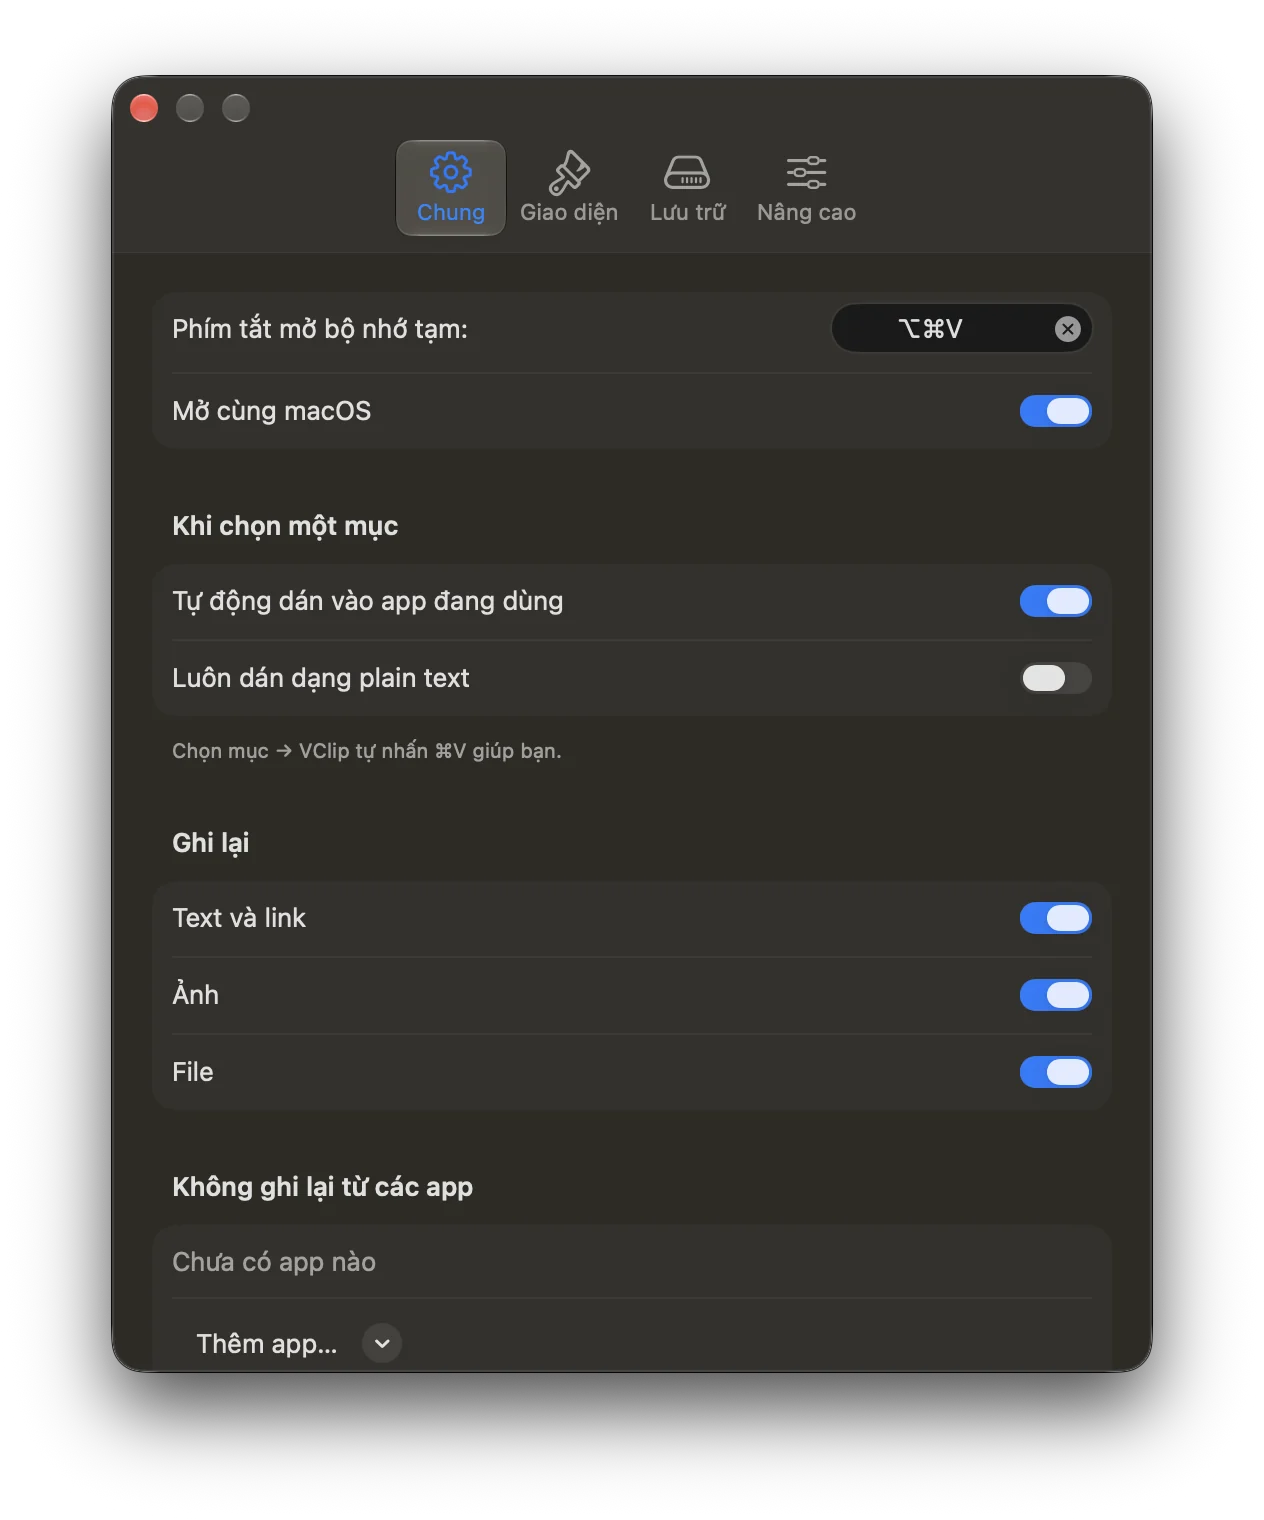 Chung
Giao diện
Lưu trữ
Nâng cao
Phím tắt mở bộ nhớ tạm:
⌥⌘V
Mở cùng macOS
Khi chọn một mục
Tự động dán vào app đang dùng
Luôn dán dạng plain text
Chọn mục → VClip tự nhấn ⌘V giúp bạn.
Ghi lại
Text và link
Ảnh
File
Không ghi lại từ các app
Chưa có app nào
Thêm app...